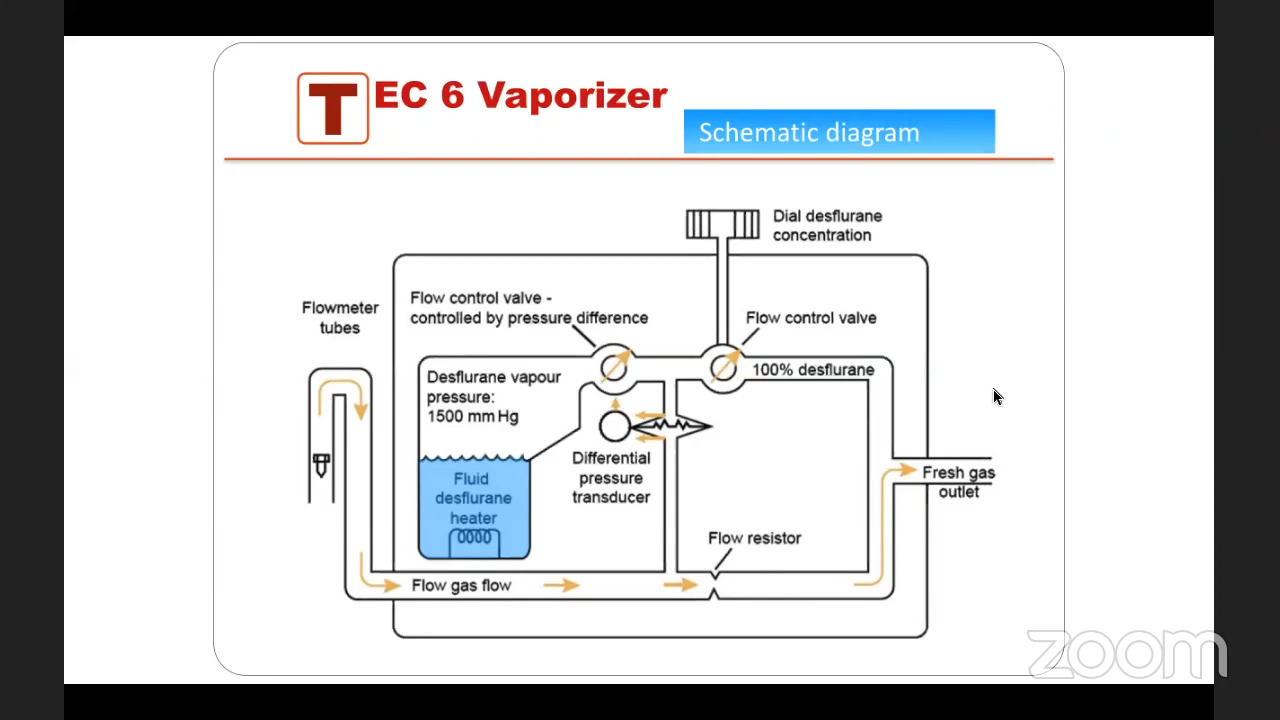 TEC 6 Vaporizer
Schematic diagram
Dial desflurane
concentration
Flow control valve -
controlled by pressure difference
Flow control valve
Flowmeter
tubes
Desflurane vapour
pressure:
1500 mm Hg
100% desflurane
Differential
pressure
transducer
Fluid
desflurane
heater
Fresh gas
outlet
Flow resistor
Flow gas flow
zoom